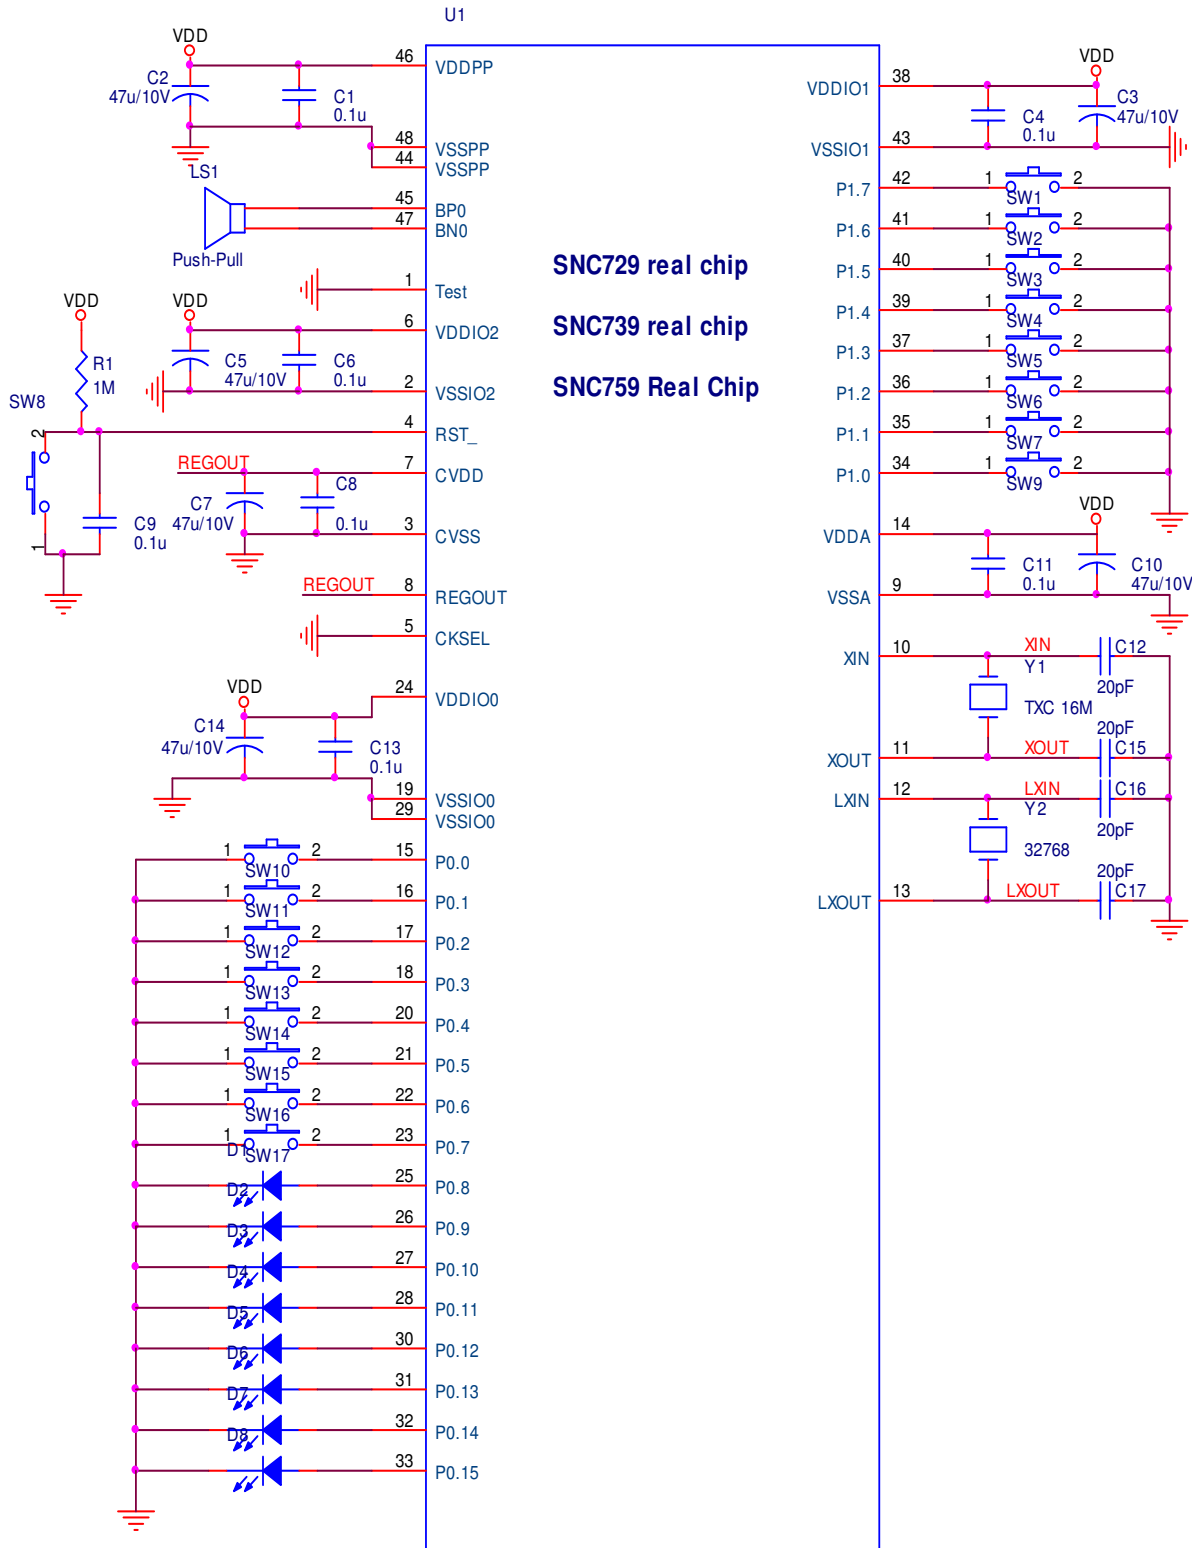 U1
VDD
C2
47u/10V
C1
0.1u
46
VDDPP
48
VSSPP
44
VSSPP
LS1
45
BP0
47
BN0
Push-Pull
1
Test
VDD
VDD
6
VDDIO2
R1
1M
C5
47u/10V
C6
0.1u
2
VSSIO2
SW8
2
1
4
RST_
REGOUT
7
CVDD
C7
47u/10V
C8
0.1u
C9
0.1u
3
CVSS
REGOUT
8
REGOUT
5
CKSEL
VDD
24
VDDIO0
C14
47u/10V
C13
0.1u
19
VSSIO0
29
VSSIO0
1 SW10 2 15 P0.0
1 SW11 2 16 P0.1
1 SW12 2 17 P0.2
1 SW13 2 18 P0.3
1 SW14 2 20 P0.4
1 SW15 2 21 P0.5
1 SW16 2 22 P0.6
1 SW17 2 23 P0.7
D1 25 P0.8
D2 26 P0.9
D3 27 P0.10
D4 28 P0.11
D5 30 P0.12
D6 31 P0.13
D7 32 P0.14
D8 33 P0.15
SNC729 real chip
SNC739 real chip
SNC759 Real Chip
VDD
VDDIO1 38
C4
0.1u
C3
47u/10V
VSSIO1 43
P1.7 42 1 SW1 2
P1.6 41 1 SW2 2
P1.5 40 1 SW3 2
P1.4 39 1 SW4 2
P1.3 37 1 SW5 2
P1.2 36 1 SW6 2
P1.1 35 1 SW7 2
P1.0 34 1 SW9 2
VDD
VDDA 14
C11
0.1u
C10
47u/10V
VSSA 9
XIN 10
XIN
C12
Y1
20pF
TXC 16M
20pF
XOUT 11
XOUT
C15
LXIN 12
LXIN
C16
Y2
20pF
32768
20pF
LXOUT 13
LXOUT
C17